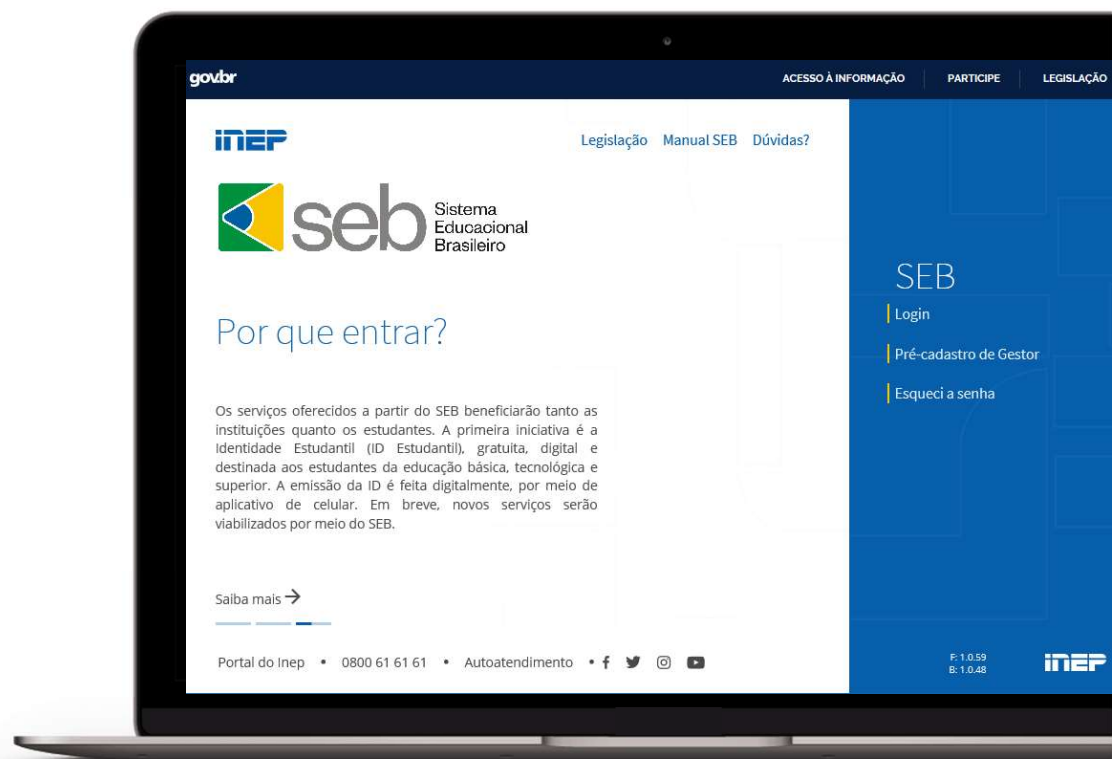 gov.br
ACESSO À INFORMAÇÃO
PARTICIPE
LEGISLAÇÃO
inep
Legislação Manual SEB Dúvidas?
seb
Sistema
Educacional
Brasileiro
Por que entrar?
Os serviços oferecidos a partir do SEB beneficiarão tanto as
instituições quanto os estudantes. A primeira iniciativa é a
Identidade Estudantil (ID Estudantil), gratuita, digital e
destinada aos estudantes da educação básica, tecnológica e
superior. A emissão da ID é feita digitalmente, por meio de
aplicativo de celular. Em breve, novos serviços serão
viabilizados por meio do SEB.
Saiba mais →
Portal do Inep • 0800 61 61 61 • Autoatendimento •
SEB
Login
Pré-cadastro de Gestor
Esqueci a senha
F: 1.0.59
B: 1.0.48
inep